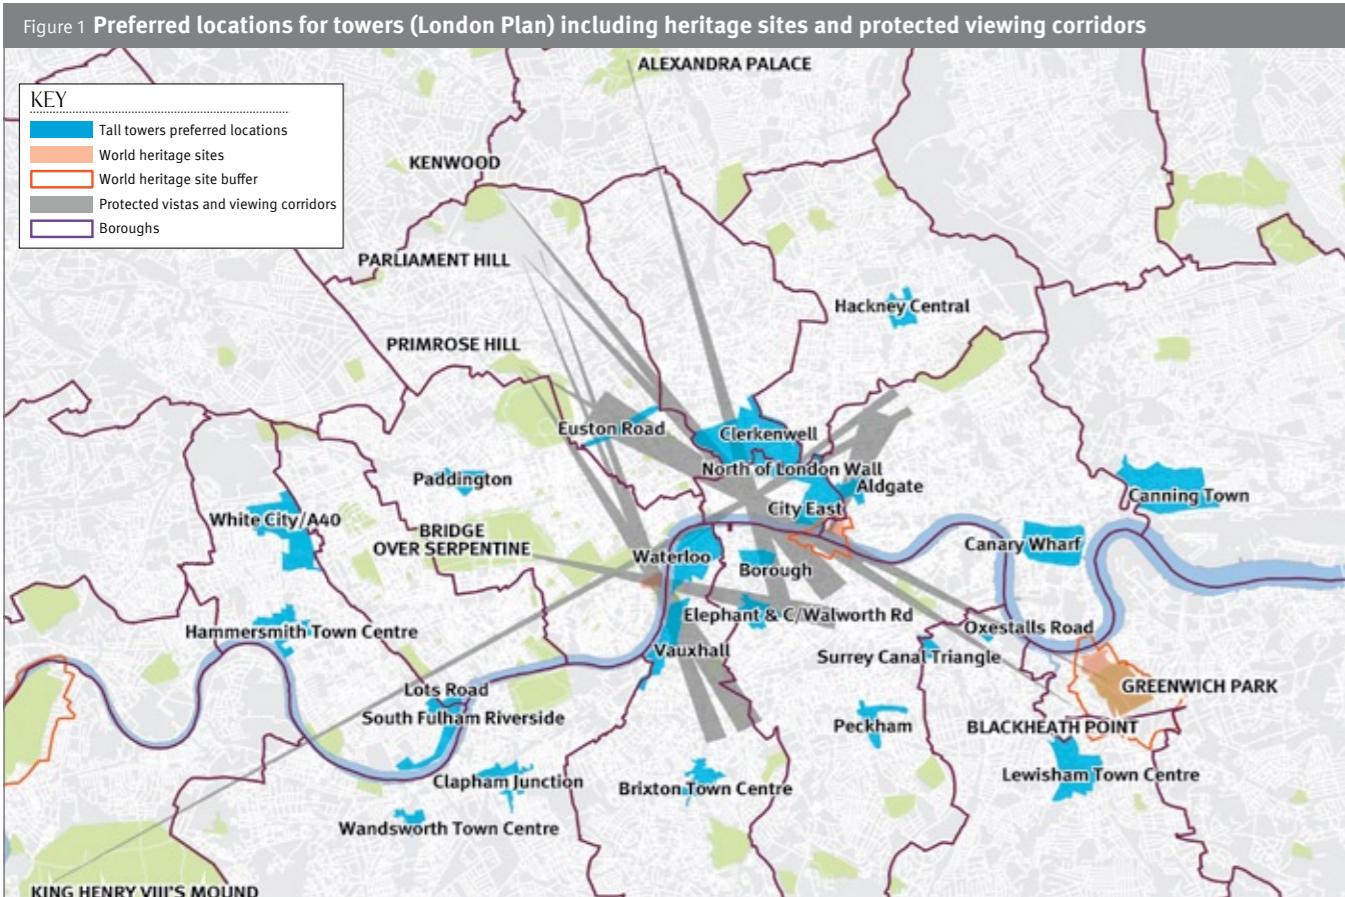 Figure 1 Preferred locations for towers (London Plan) including heritage sites and protected viewing corridors
KEY
Tall towers preferred locations
World heritage sites
World heritage site buffer
Protected vistas and viewing corridors
Boroughs
ALEXANDRA PALACE
KENWOOD
PARLIAMENT HILL
Hackney Central
PRIMROSE HILL
Euston Road
Clerkenwell
North of London Wall
Paddington
Aldgate
Canning Town
City East
White City/A40
BRIDGE
OVER SERPENTINE
Canary Wharf
Waterloo
Borough
Elephant & C/Walworth Rd
Oxestalls Road
Hammersmith Town Centre
Vauxhall
Surrey Canal Triangle
GREENWICH PARK
Lots Road
South Fulham Riverside
Peckham
BLACKHEATH POINT
Lewisham Town Centre
Clapham Junction
Brixton Town Centre
Wandsworth Town Centre
KING HENRY VIII'S MOUND